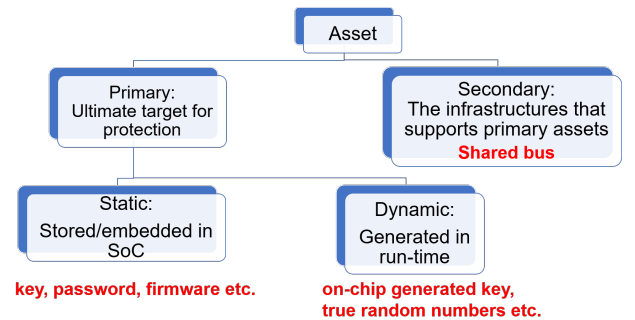 Asset
Primary:
Ultimate target for
protection
Secondary:
The infrastructures that
supports primary assets
Shared bus
Static:
Stored/embedded in
SoC
Dynamic:
Generated in
run-time
key, password, firmware etc.
on-chip generated key,
true random numbers etc.